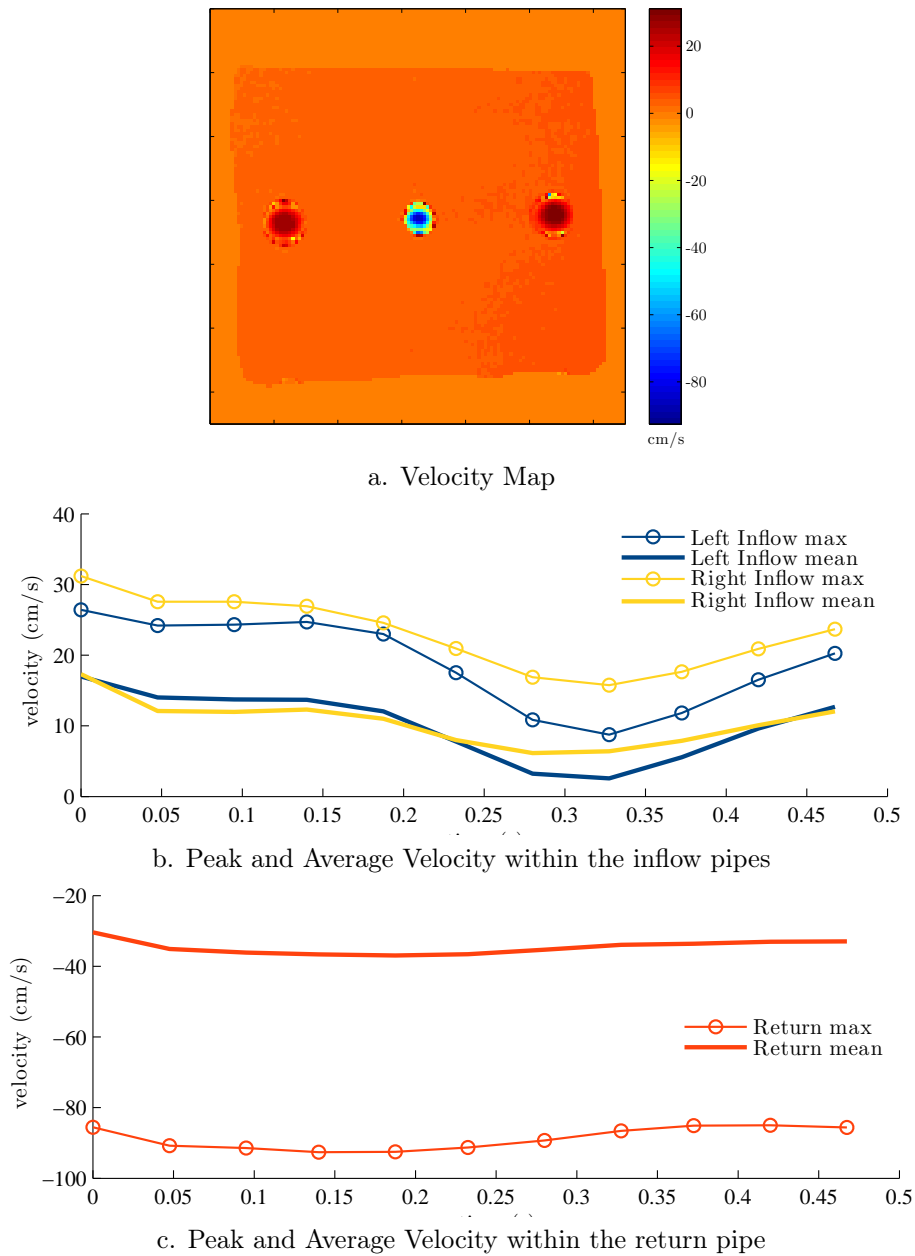 20
0
-20
-40
-60
-80
cm/s
a. Velocity Map
40
30
20
10
0
velocity (cm/s)
Left Inflow max
Left Inflow mean
Right Inflow max
Right Inflow mean
0 0.05 0.1 0.15 0.2 0.25 0.3 0.35 0.4 0.45 0.5
b. Peak and Average Velocity within the inflow pipes
−20
−40
−60
−80
−100
velocity (cm/s)
Return max
Return mean
0 0.05 0.1 0.15 0.2 0.25 0.3 0.35 0.4 0.45 0.5
c. Peak and Average Velocity within the return pipe